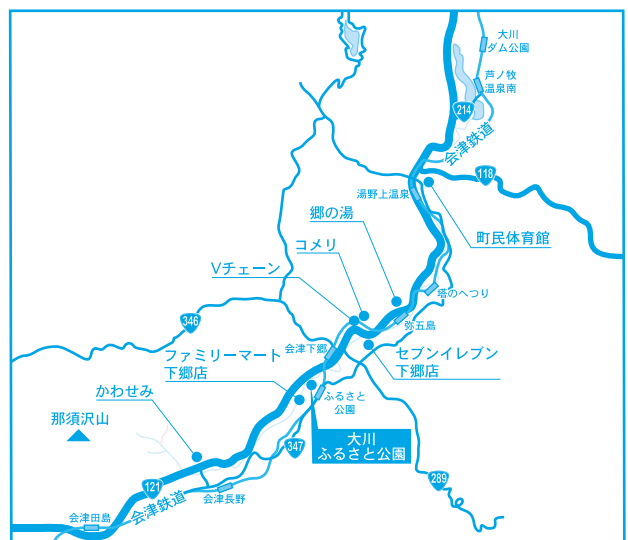 大川
ダム公園
芦ノ牧
温泉南
214
会津鉄道
118
湯野上温泉
町民体育館
郷の湯
コメリ
Vチェーン
塔のへつり
346
弥五島
会津下郷
ファミリーマート
下郷店
セブンイレブン
下郷店
かわせみ
ふるさと
公園
那須沢山
大川
ふるさと公園
347
289
121
会津長野
会津鉄道
会津田島